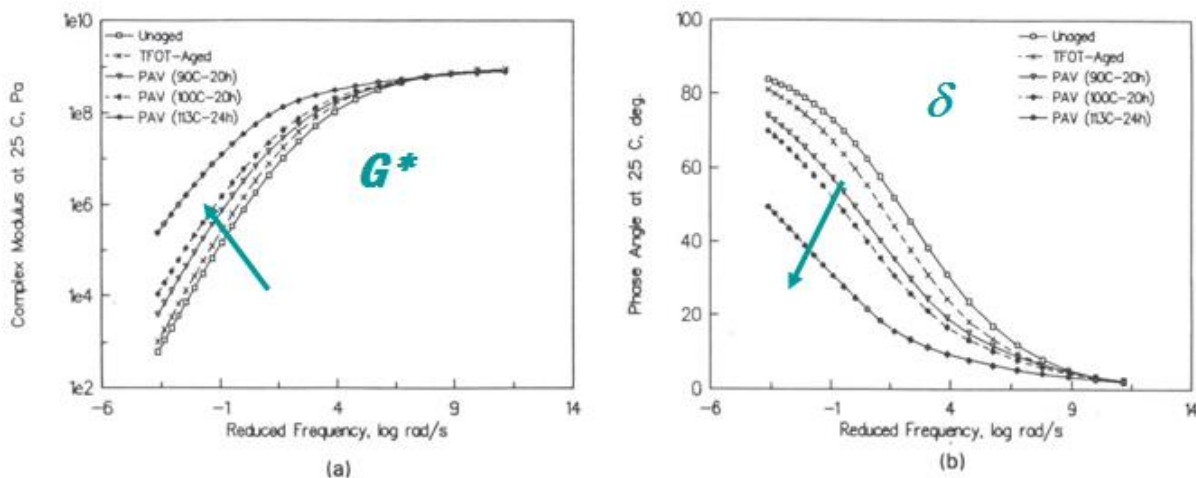 1e10
1e8
1e6
1e4
1e2
Complex Modulus at 25 C, Pa
Unaged
TFOT-Aged
PAV (90C-20h)
PAV (100C-20h)
PAV (113C-24h)
G*
-6 -1 4 9 14
Reduced Frequency, log rad/s
(a)
100
80
60
40
20
0
Phase Angle at 25 C, deg.
Unaged
TFOT-Aged
PAV (90C-20h)
PAV (100C-20h)
PAV (113C-24h)
δ
-6 -1 4 9 14
Reduced Frequency, log rad/s
(b)